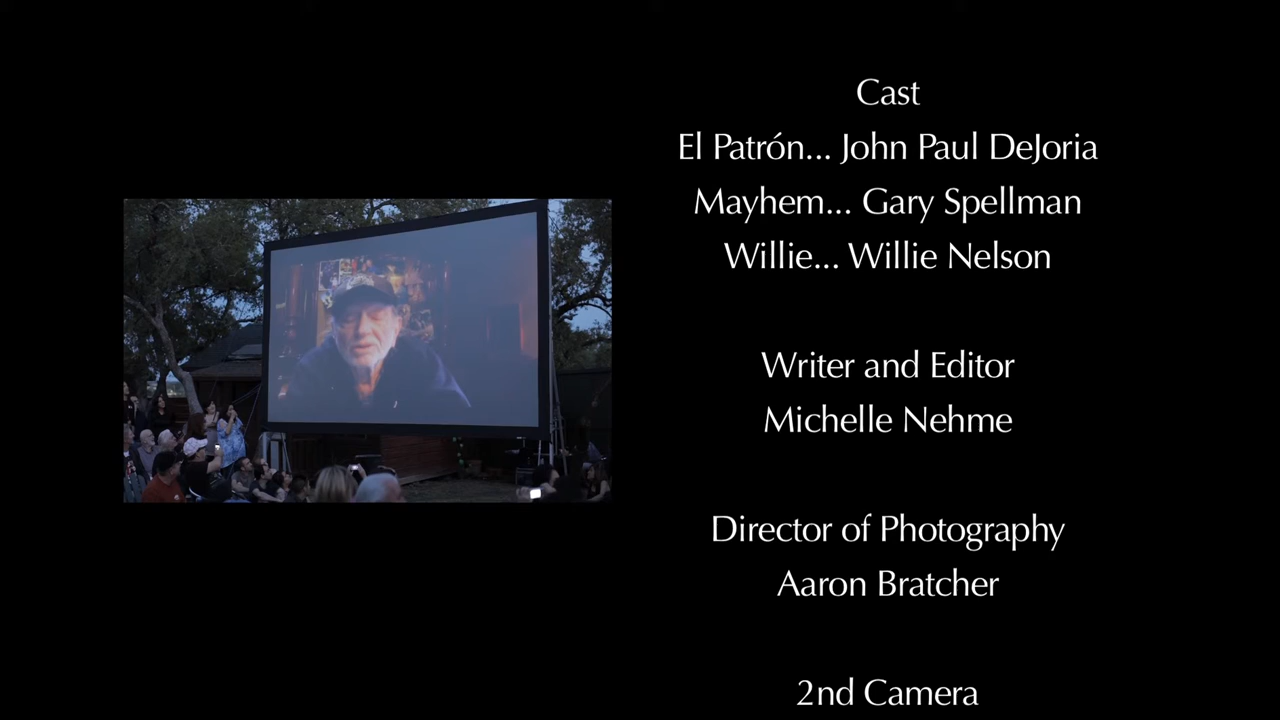 Cast
El Patrón... John Paul DeJoria
Mayhem... Gary Spellman
Willie... Willie Nelson
Writer and Editor
Michelle Nehme
Director of Photography
Aaron Bratcher
2nd Camera